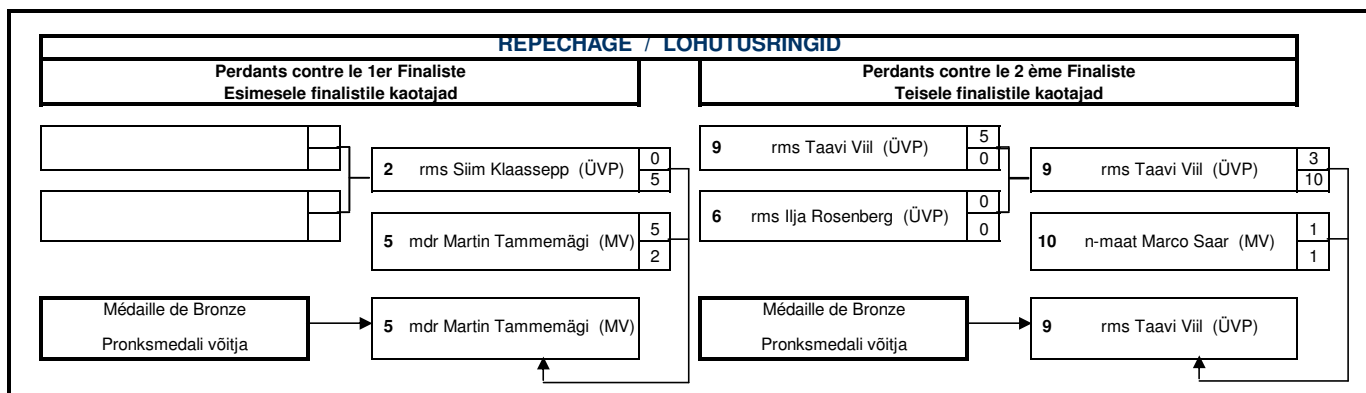 REPECHAGE / LOHUTUSRINGID
Perdants contre le 1er Finaliste
Esimesele finalistile kaotajad
Perdants contre le 2 ème Finaliste
Teisele finalistile kaotajad
2 rms Siim Klaassepp (ÜVP) 0
5
5 mdr Martin Tammemägi (MV) 5
2
Médaille de Bronze
Pronksmedali võitja
5 mdr Martin Tammemägi (MV)
9 rms Taavi Viil (ÜVP) 5
0
6 rms Ilja Rosenberg (ÜVP) 0
0
9 rms Taavi Viil (ÜVP) 3
10
10 n-maat Marco Saar (MV) 1
1
Médaille de Bronze
Pronksmedali võitja
9 rms Taavi Viil (ÜVP)